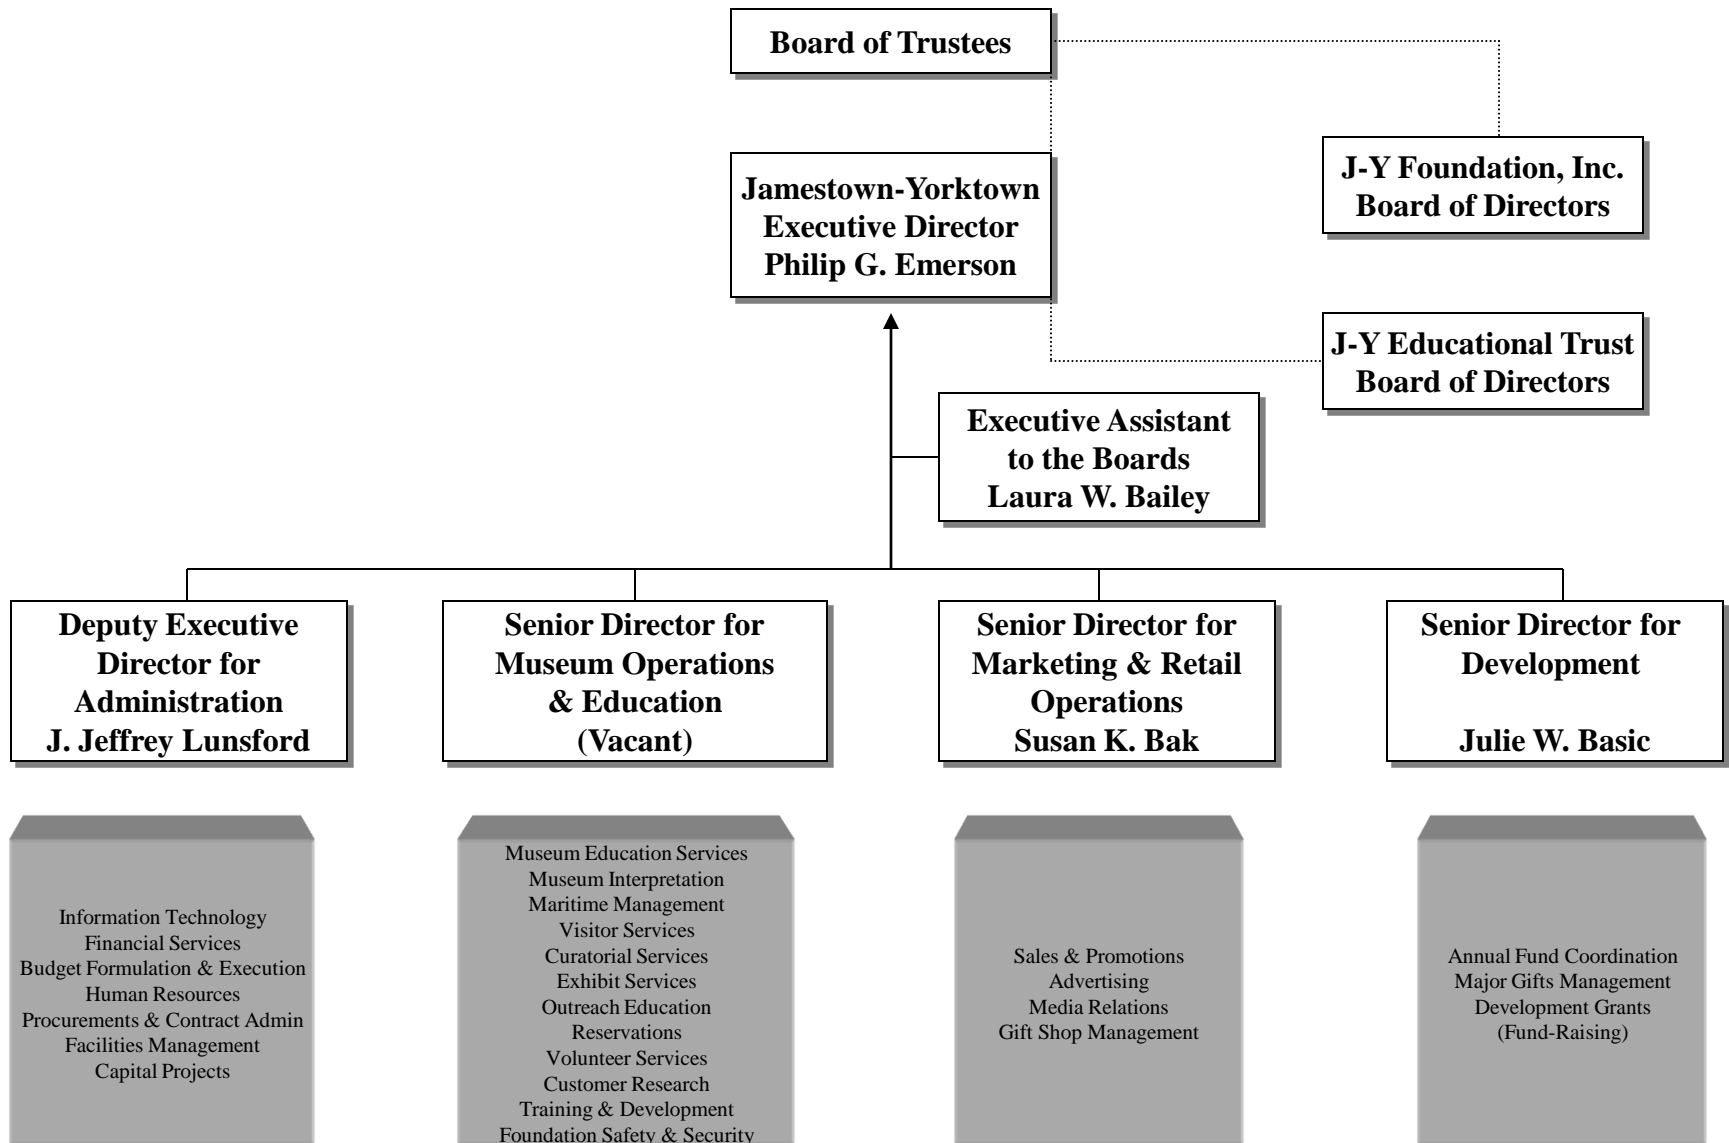 Board of Trustees
Jamestown-Yorktown
Executive Director
Philip G. Emerson
J-Y Foundation, Inc.
Board of Directors
J-Y Educational Trust
Board of Directors
Executive Assistant
to the Boards
Laura W. Bailey
Deputy Executive
Director for
Administration
J. Jeffrey Lunsford
Senior Director for
Museum Operations
& Education
(Vacant)
Senior Director for
Marketing & Retail
Operations
Susan K. Bak
Senior Director for
Development
Julie W. Basic
Information Technology
Financial Services
Budget Formulation & Execution
Human Resources
Procurements & Contract Admin
Facilities Management
Capital Projects
Museum Education Services
Museum Interpretation
Maritime Management
Visitor Services
Curatorial Services
Exhibit Services
Outreach Education
Reservations
Volunteer Services
Customer Research
Training & Development
Foundation Safety & Security
Sales & Promotions
Advertising
Media Relations
Gift Shop Management
Annual Fund Coordination
Major Gifts Management
Development Grants
(Fund-Raising)